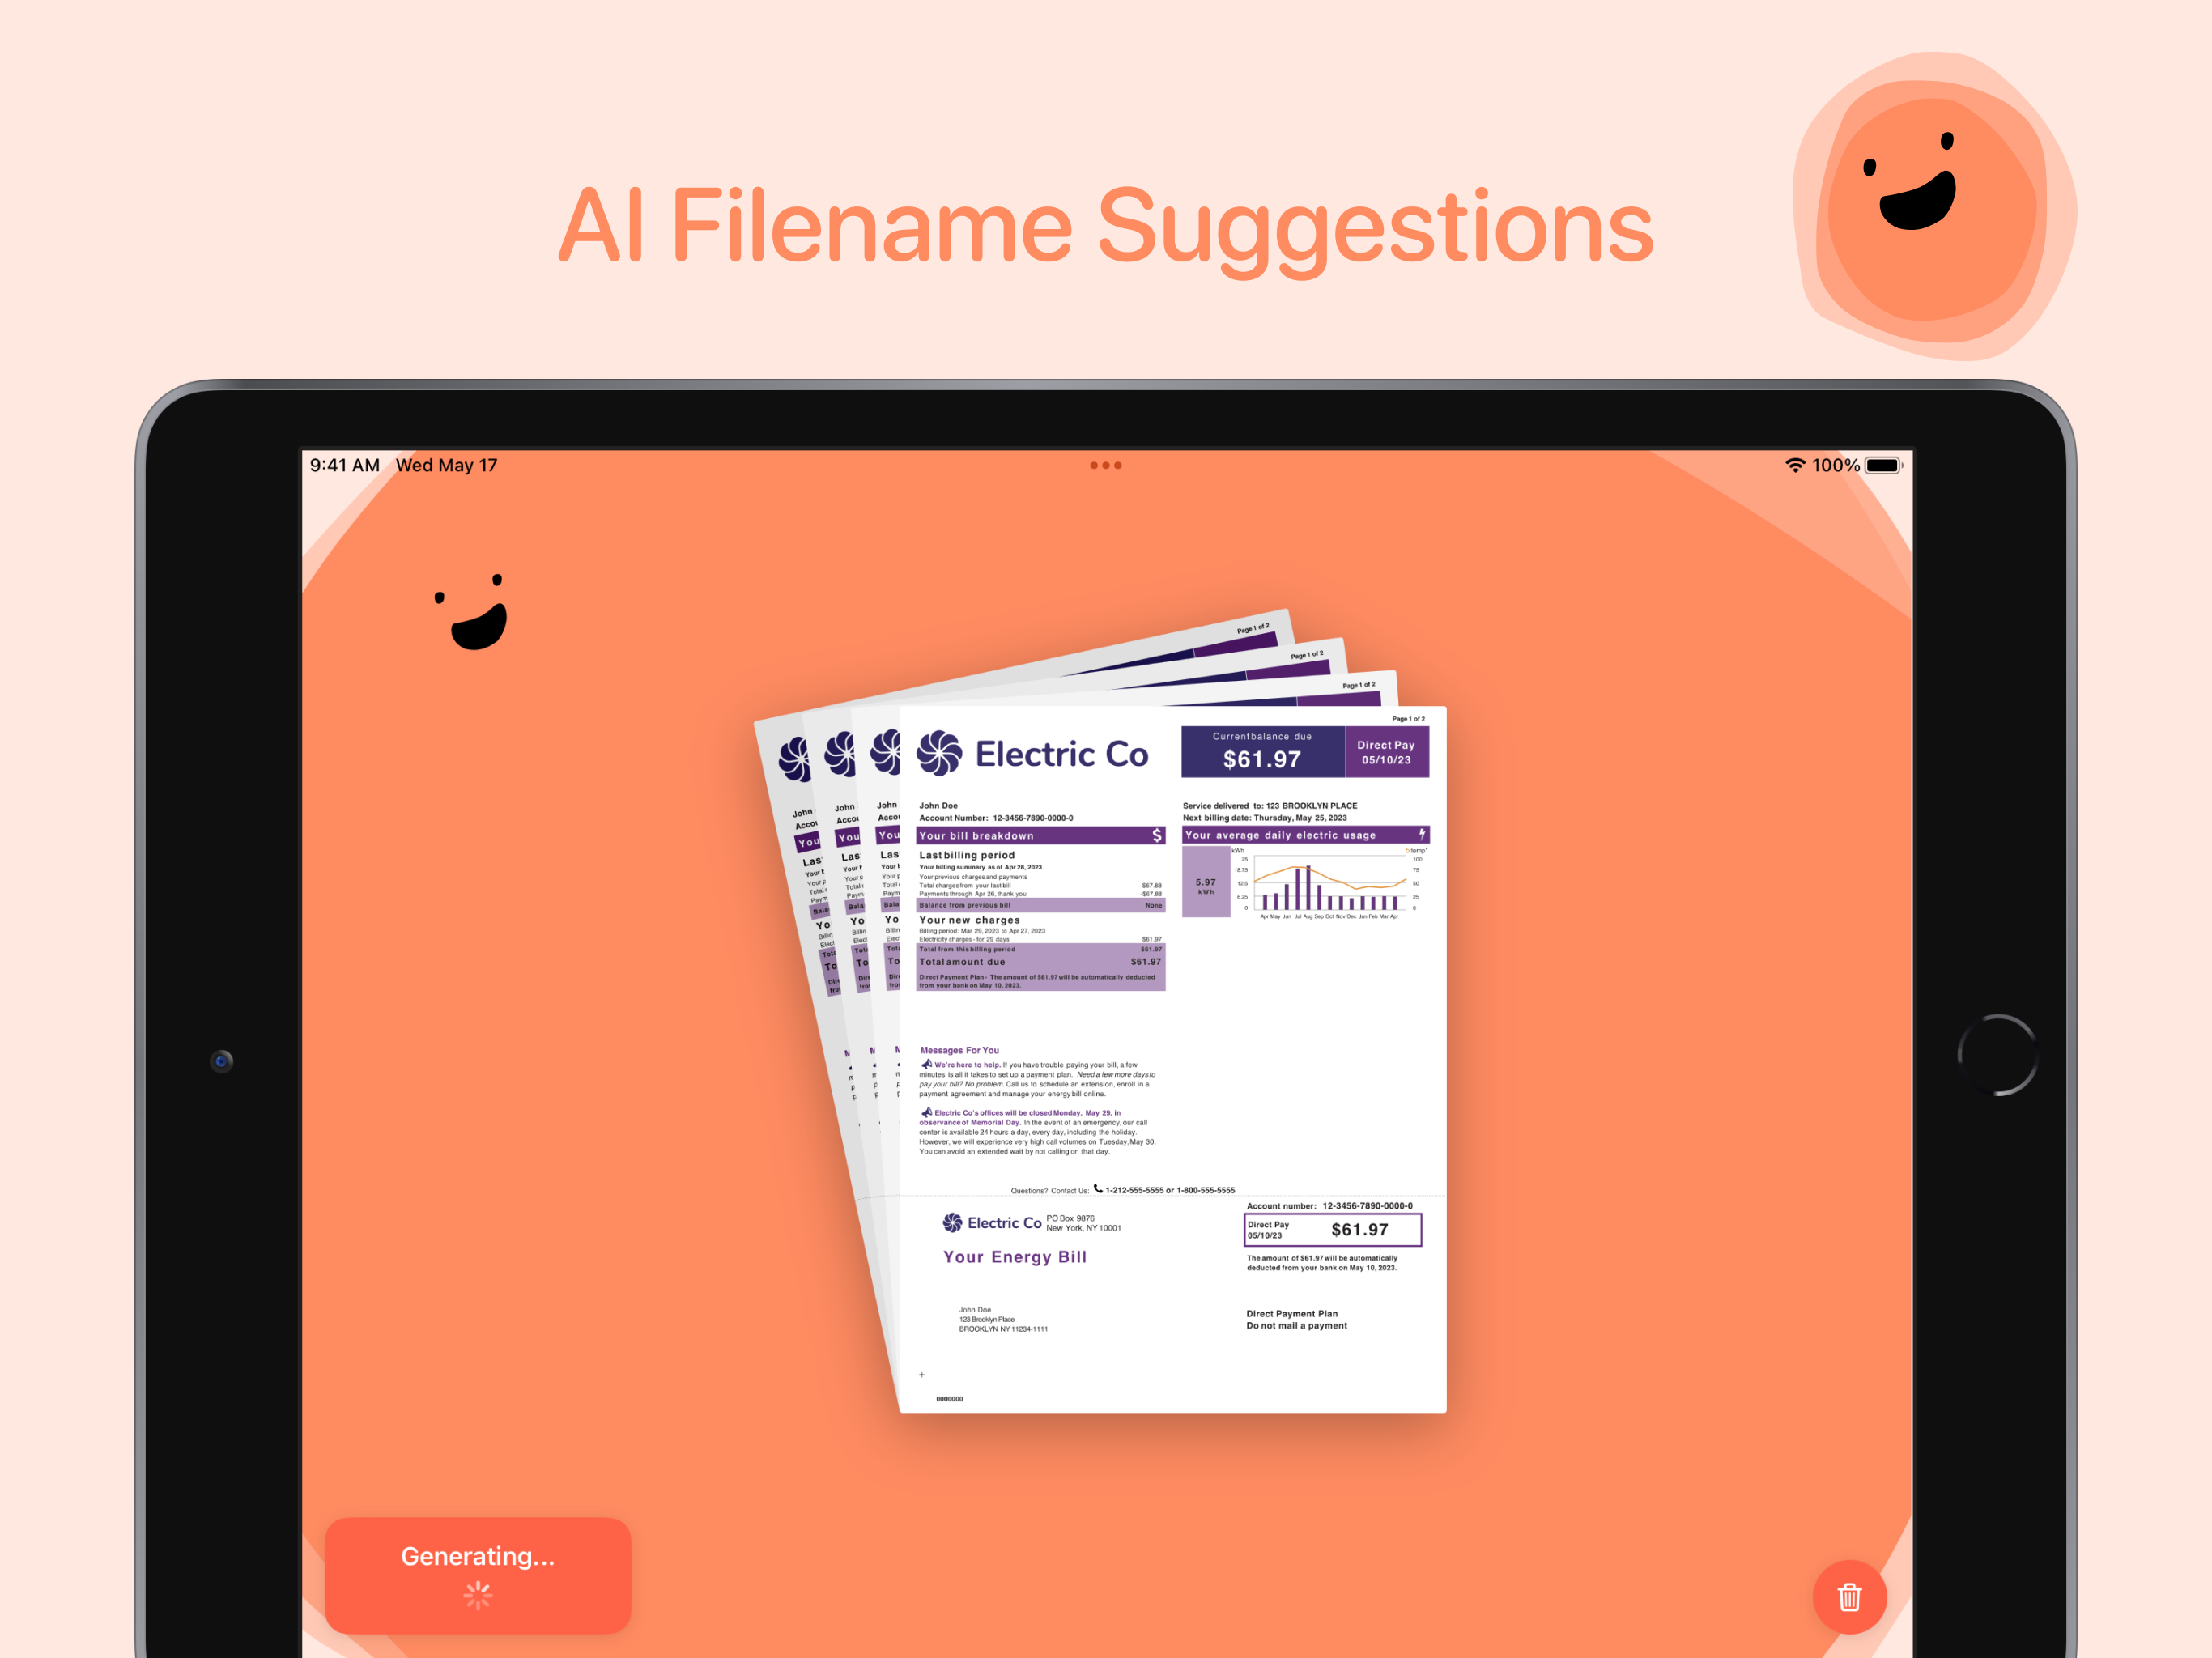 AI Filename Suggestions
9:41 AM Wed May 17
100%
Page 1 of 2
Page 1 of 2
Page 1 of 2
Page 1 of 2
Electric Co
Currentbalance due
$61.97
Direct Pay
05/10/23
John Doe
Account Number: 12-3456-7890-0000-0
Service delivered to: 123 BROOKLYN PLACE
Next billing date: Thursday, May 25, 2023
Your bill breakdown $
Last billing period
Your billing summary as of Apr 28, 2023
Your previous charges and payments
Total charges from your last bill $67.88
Payments through Apr 26, thank you -$67.88
Balance from previous bill None
Your new charges
Billing period: Mar 29, 2023 to Apr 27, 2023
Electricity charges - for 29 days $61.97
Total from this billing period $61.97
Total amount due $61.97
Direct Payment Plan - The amount of $61.97 will be automatically deducted
from your bank on May 10, 2023.
Your average daily electric usage
5.97
kWh
kWh
25
18.75
12.5
6.25
0
temp°
100
75
50
25
0
Apr May Jun Jul Aug Sep Oct Nov Dec Jan Feb Mar Apr
Messages For You
We're here to help. If you have trouble paying your bill, a few
minutes is all it takes to set up a payment plan. Need a few more days to
pay your bill? No problem. Call us to schedule an extension, enroll in a
payment agreement and manage your energy bill online.
Electric Co's offices will be closed Monday, May 29, in
observance of Memorial Day. In the event of an emergency, our call
center is available 24 hours a day, every day, including the holiday.
However, we will experience very high call volumes on Tuesday, May 30.
You can avoid an extended wait by not calling on that day.
Questions? Contact Us: 1-212-555-5555 or 1-800-555-5555
Electric Co
PO Box 9876
New York, NY 10001
Your Energy Bill
Account number: 12-3456-7890-0000-0
Direct Pay
05/10/23
$61.97
The amount of $61.97 will be automatically
deducted from your bank on May 10, 2023.
John Doe
123 Brooklyn Place
BROOKLYN NY 11234-1111
Direct Payment Plan
Do not mail a payment
+
0000000
Generating...